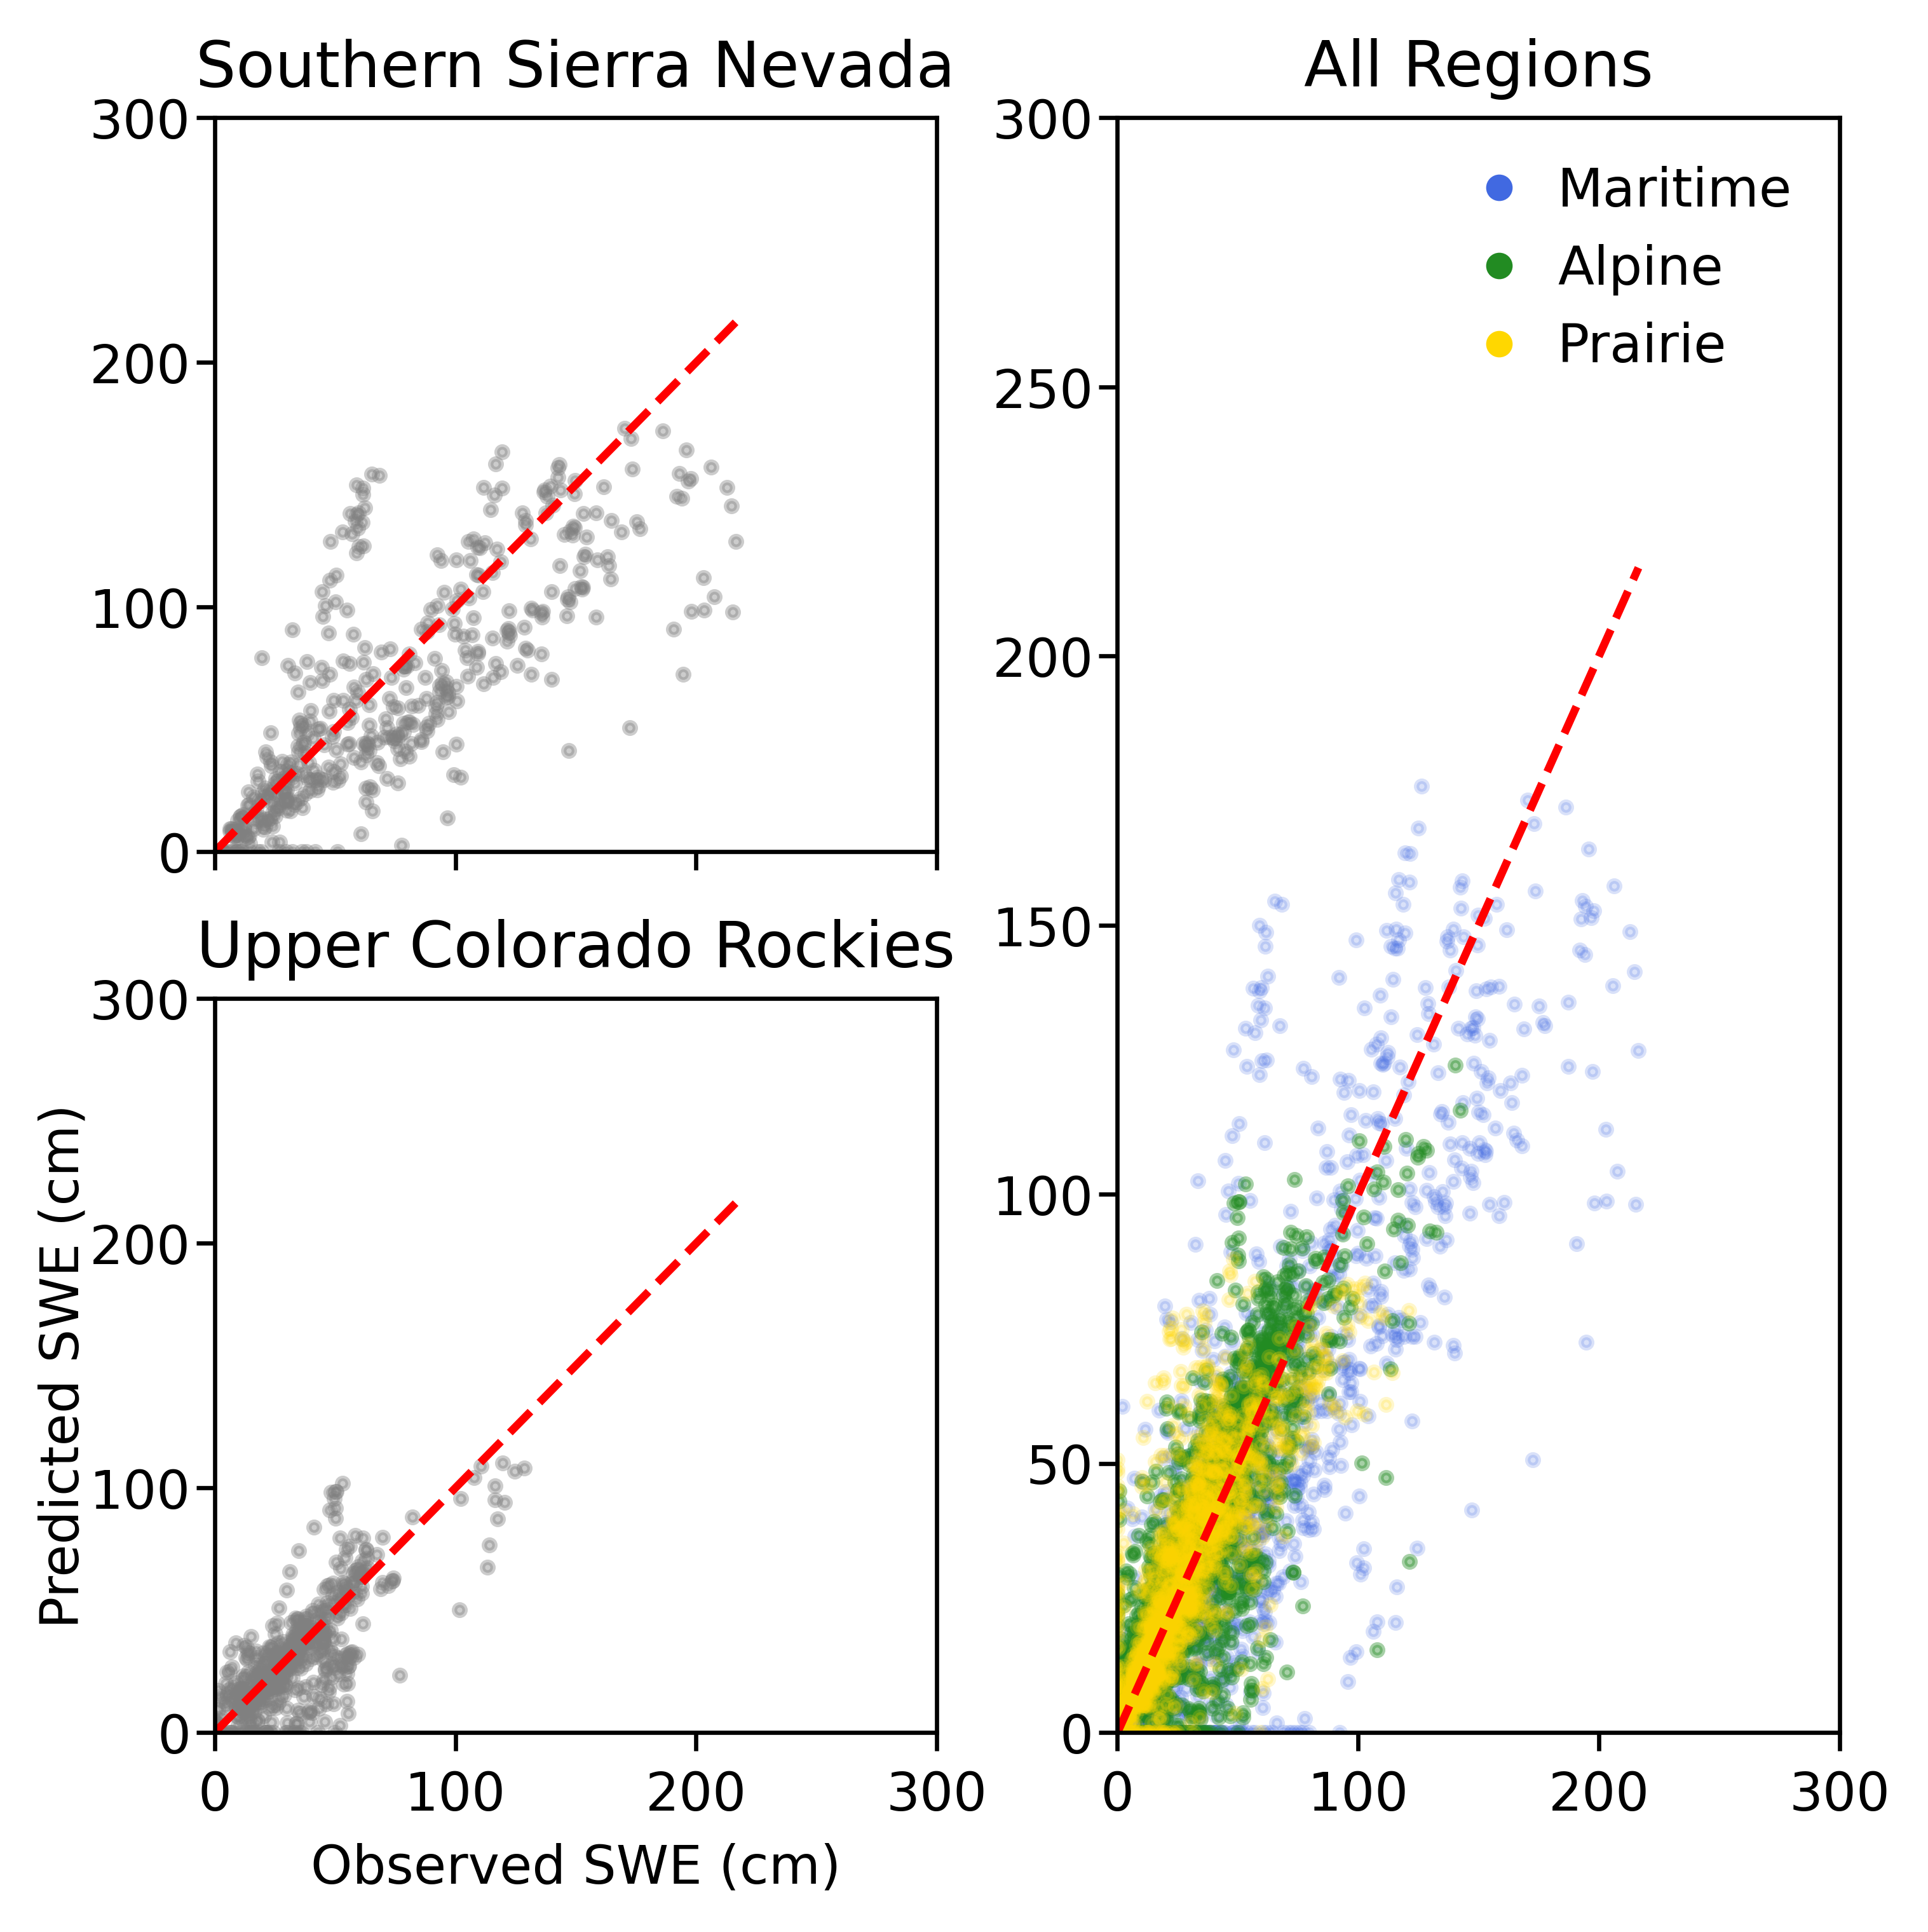 Southern Sierra Nevada
300
200
100
0
Upper Colorado Rockies
300
200
100
0
0 100 200 300
Predicted SWE (cm)
Observed SWE (cm)
All Regions
300
250
200
150
100
50
0
0 100 200 300
Maritime
Alpine
Prairie